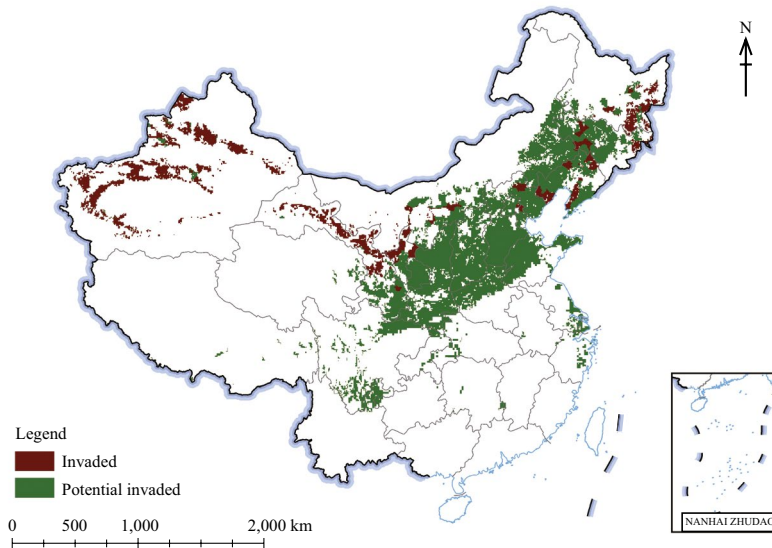 N
Legend
Invaded
Potential invaded
0 500 1,000 2,000 km
NANHAI ZHUDAO